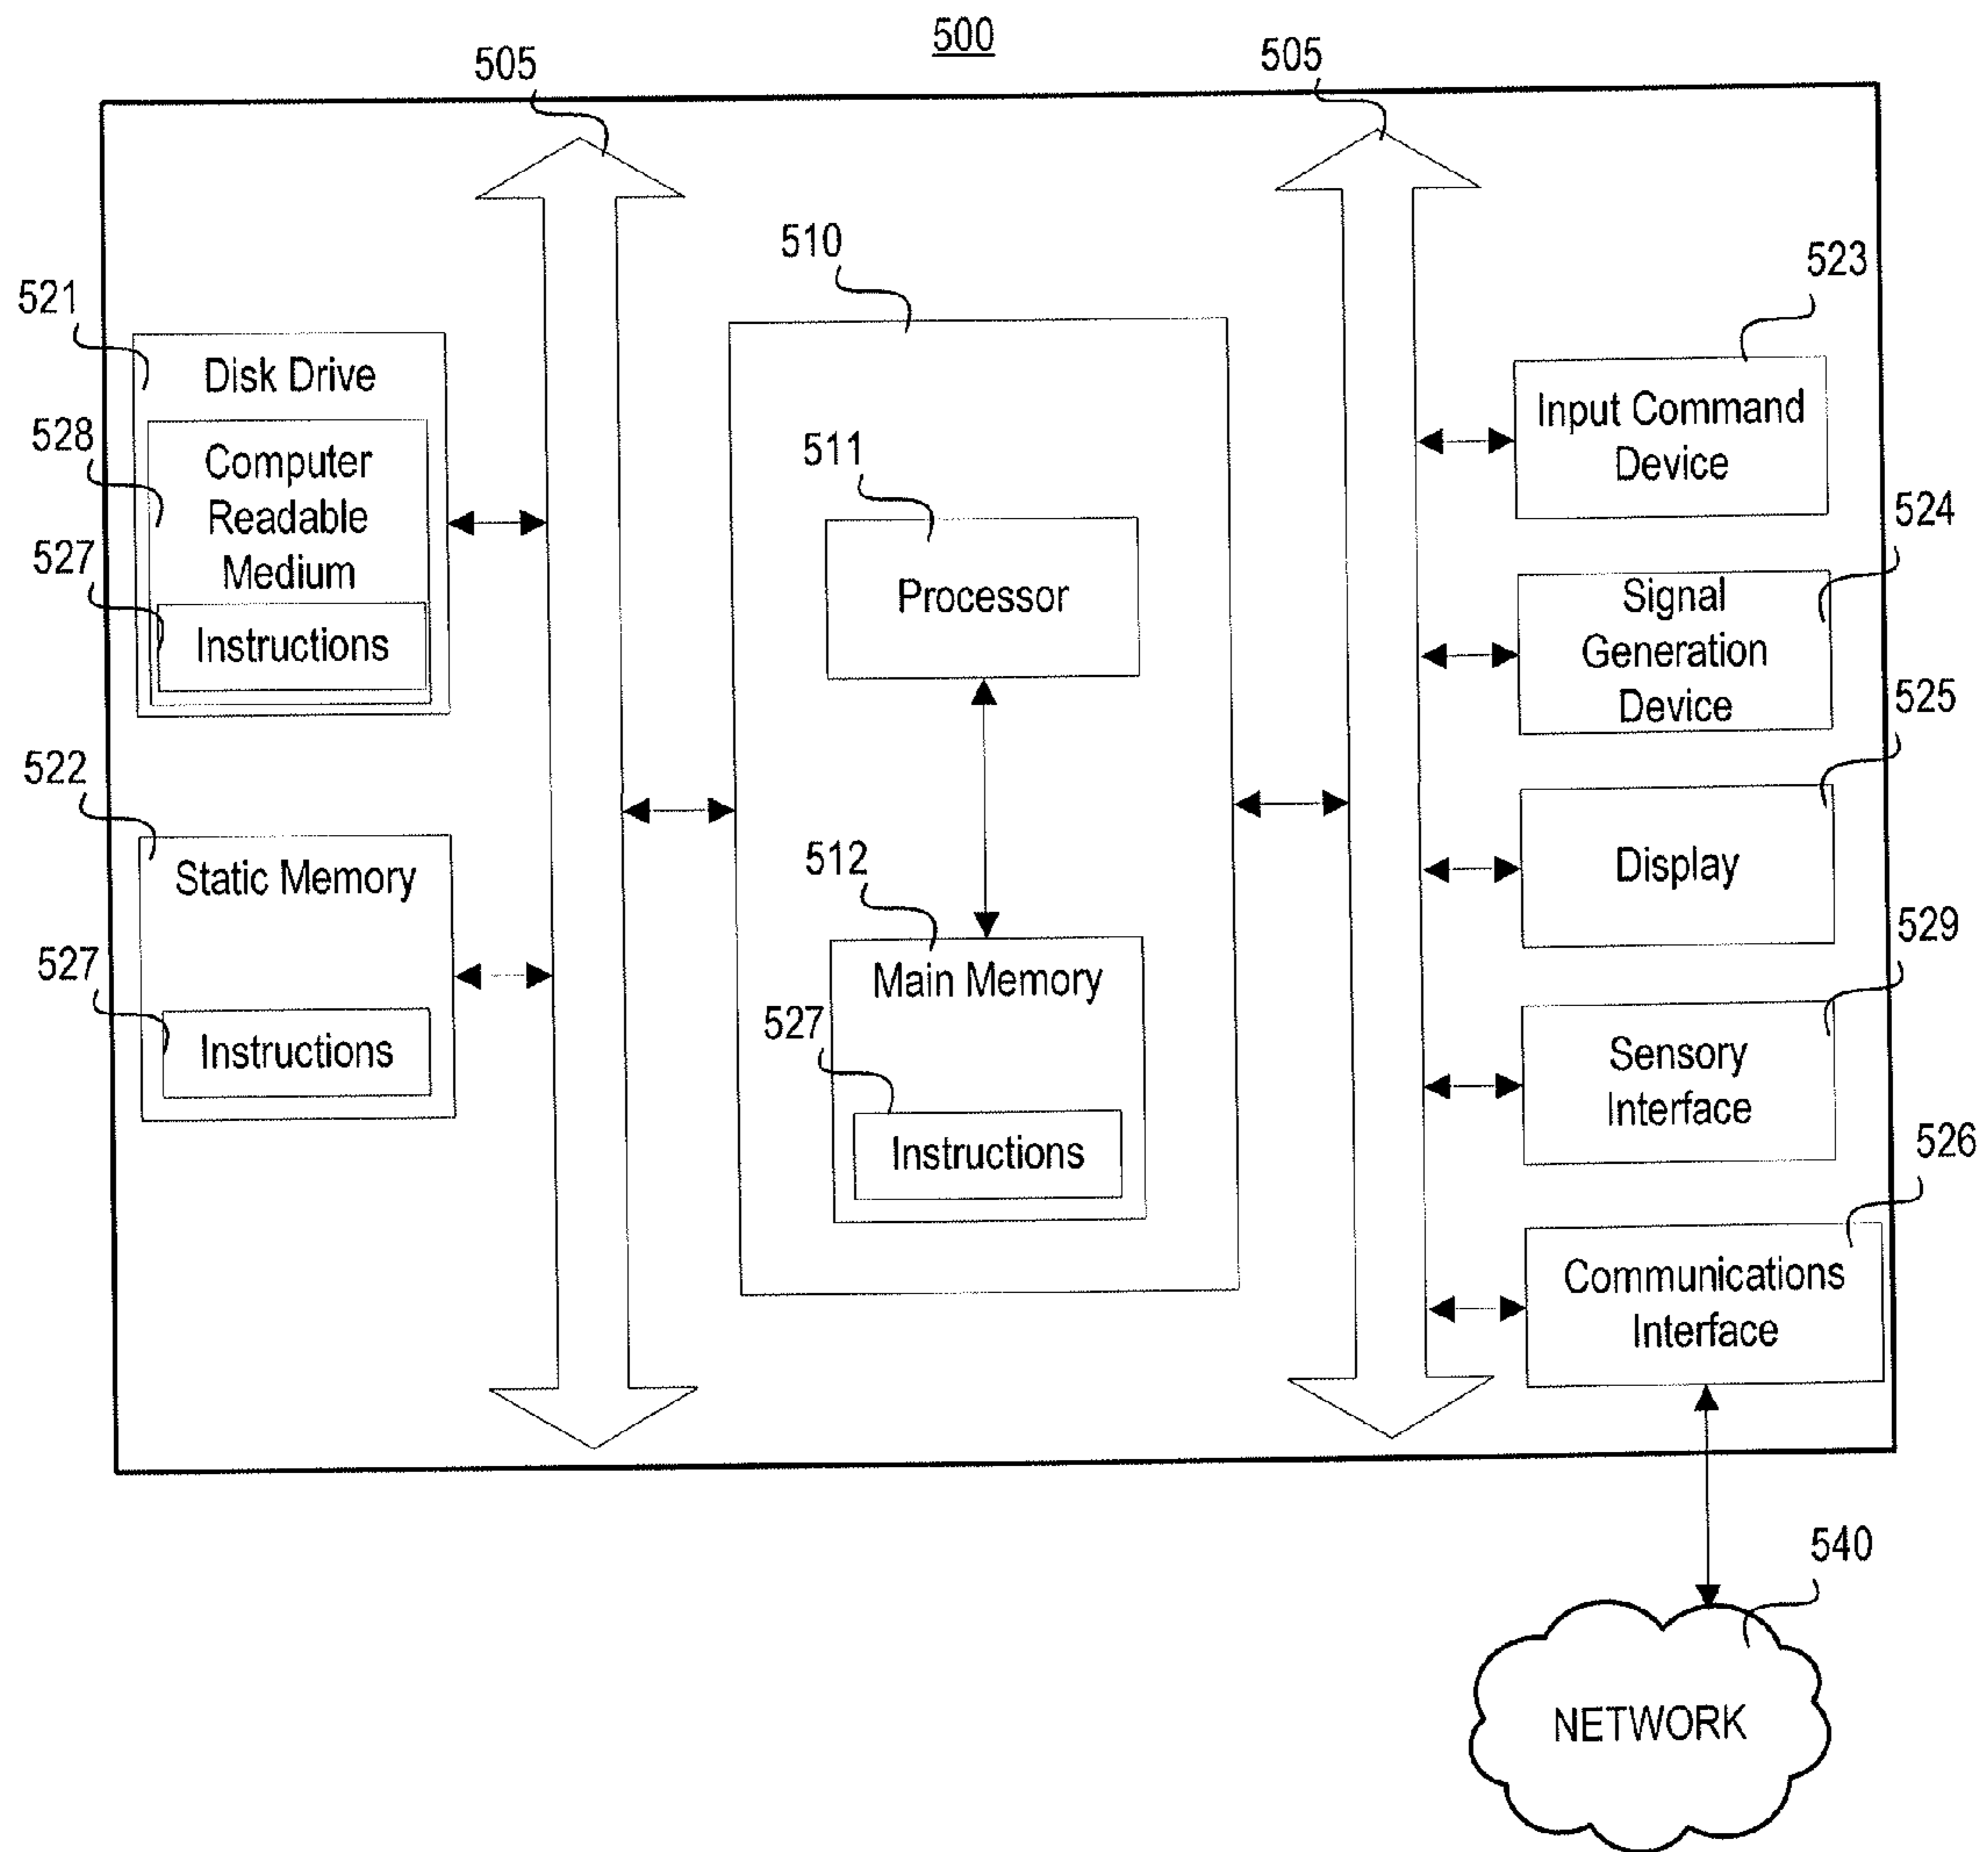 500
505
505
510
523
521
Disk Drive
Input Command
Device
528
Computer
Readable
Medium
511
524
527
Instructions
Processor
Signal
Generation
Device
525
522
Static Memory
512
Display
527
Instructions
Main Memory
527
Instructions
529
Sensory
Interface
526
Communications
Interface
540
NETWORK